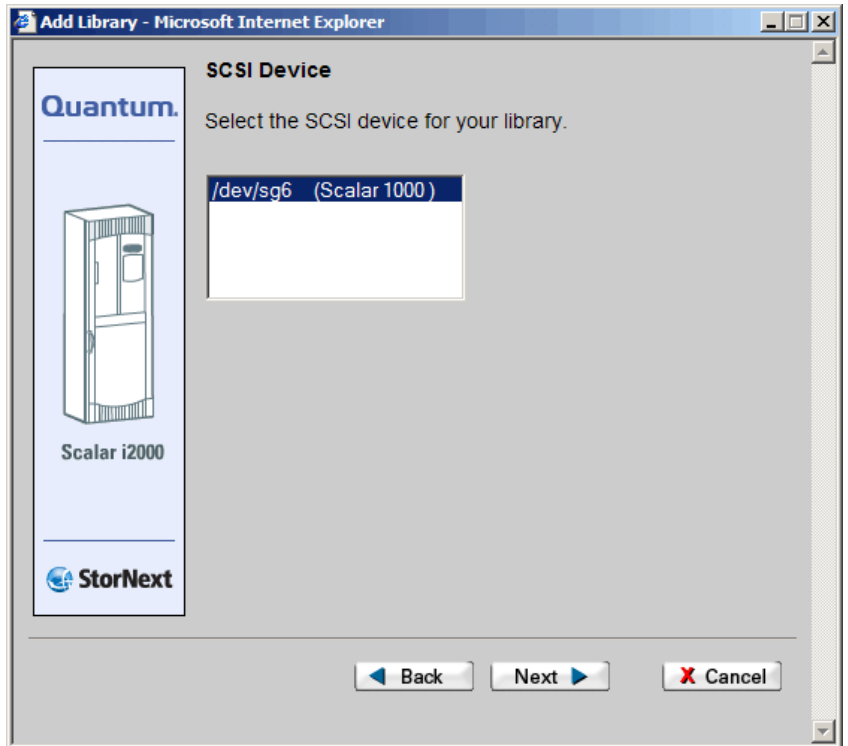 Add Library - Microsoft Internet Explorer
Quantum.
Scalar i2000
StorNext
SCSI Device
Select the SCSI device for your library.
/dev/sg6 (Scalar 1000 )
Back
Next
X Cancel